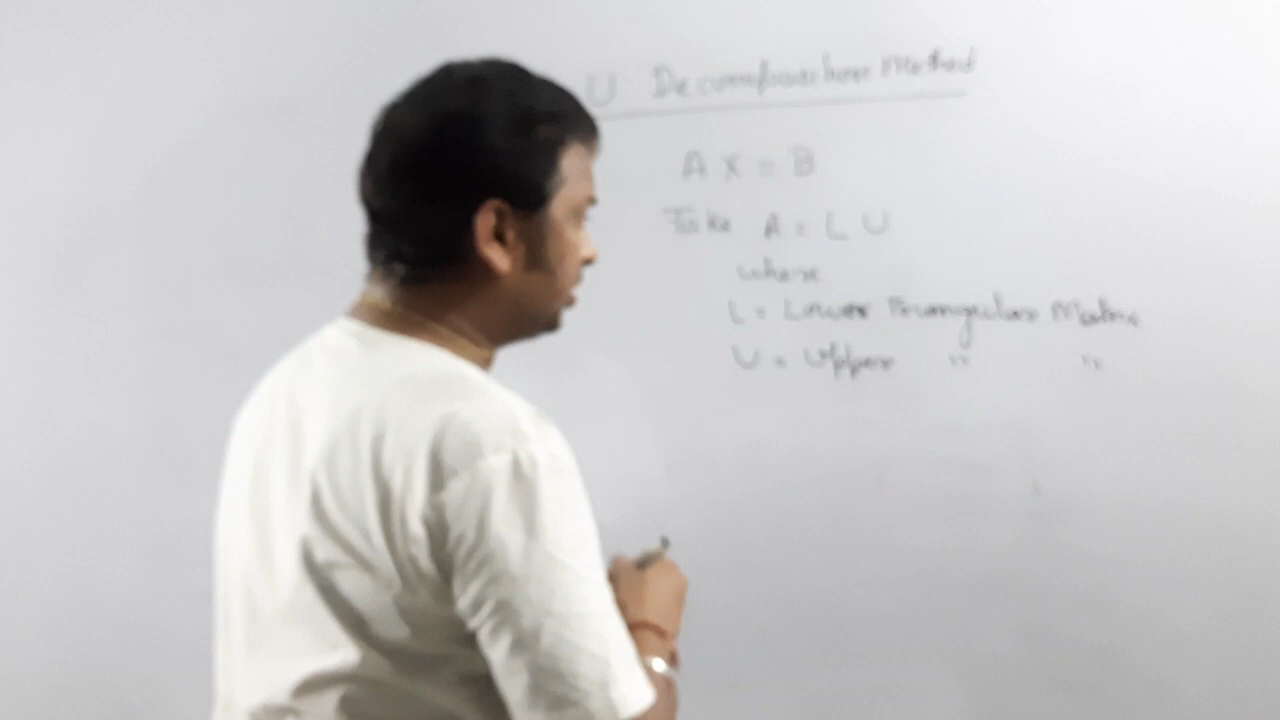 U Decomposition Method
A X = B
Take A = L U
where
L = Lower Triangular Matrix
U = Upper " "